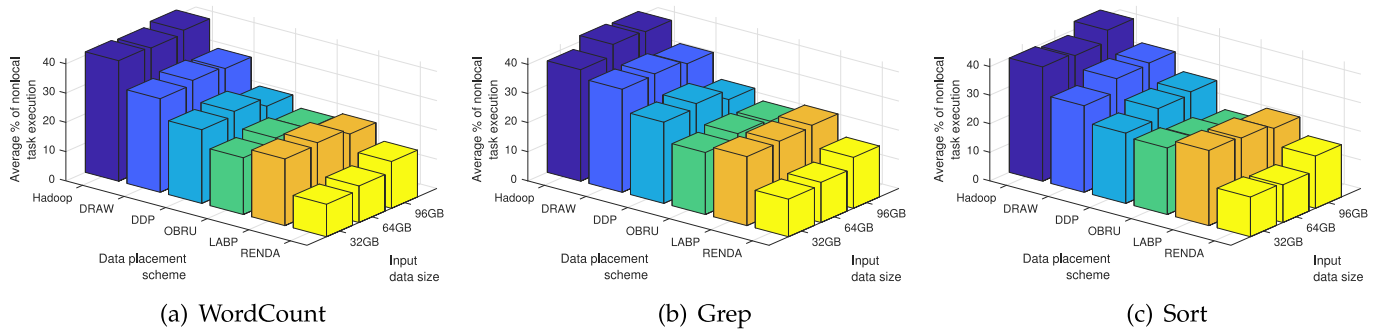 Average % of nonlocal
task execution
40
30
20
10
0
Hadoop
DRAW
DDP
OBRU
LABP
RENDA
32GB
64GB
96GB
Data placement
scheme
Input
data size
(a) WordCount
Average % of nonlocal
task execution
40
30
20
10
0
Hadoop
DRAW
DDP
OBRU
LABP
RENDA
32GB
64GB
96GB
Data placement
scheme
Input
data size
(b) Grep
Average % of nonlocal
task execution
40
30
20
10
0
Hadoop
DRAW
DDP
OBRU
LABP
RENDA
32GB
64GB
96GB
Data placement
scheme
Input
data size
(c) Sort